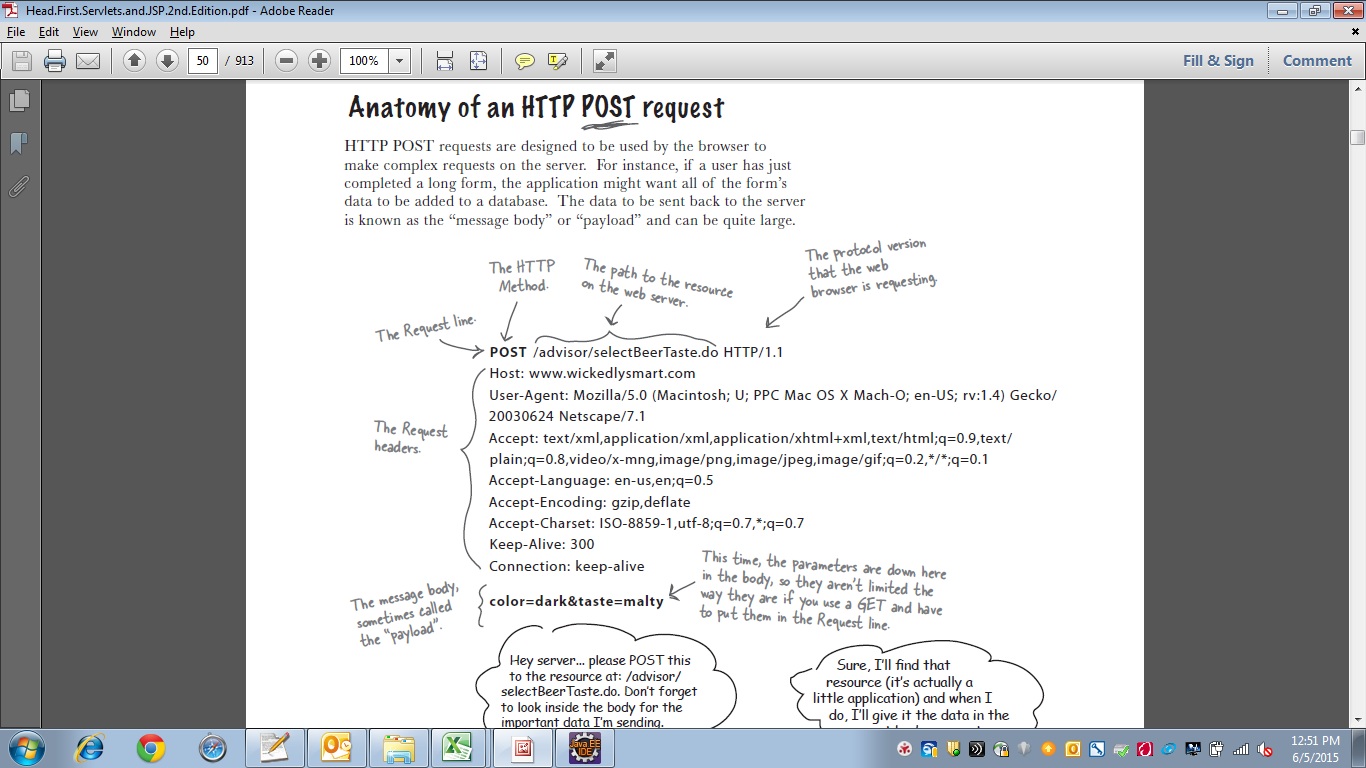 Head.First.Servlets.and.JSP.2nd.Edition.pdf - Adobe Reader
File Edit View Window Help
50 / 913 100% Fill & Sign Comment
Anatomy of an HTTP POST request
HTTP POST requests are designed to be used by the browser to
make complex requests on the server. For instance, if a user has just
completed a long form, the application might want all of the form's
data to be added to a database. The data to be sent back to the server
is known as the “message body” or “payload” and can be quite large.
The HTTP
Method.
The path to the resource
on the web server.
The protocol version
that the web
browser is requesting.
The Request line.
POST /advisor/selectBeerTaste.do HTTP/1.1
Host: www.wickedlysmart.com
User-Agent: Mozilla/5.0 (Macintosh; U; PPC Mac OS X Mach-O; en-US; rv:1.4) Gecko/
20030624 Netscape/7.1
The Request
headers.
Accept: text/xml,application/xml,application/xhtml+xml,text/html;q=0.9,text/
plain;q=0.8,video/x-mng,image/png,image/jpeg,image/gif;q=0.2,*/*;q=0.1
Accept-Language: en-us,en;q=0.5
Accept-Encoding: gzip,deflate
Accept-Charset: ISO-8859-1,utf-8;q=0.7,*;q=0.7
Keep-Alive: 300
Connection: keep-alive
The message body,
sometimes called
the “payload”.
color=dark&taste=malty
This time, the parameters are down here
in the body, so they aren't limited the
way they are if you use a GET and have
to put them in the Request line.
Hey server... please POST this
to the resource at: /advisor/
selectBeerTaste.do. Don't forget
to look inside the body for the
important data I'm sending.
Sure, I'll find that
resource (it's actually a
little application) and when I
do, I'll give it the data in the
Java EE
IDE
12:51 PM
6/5/2015